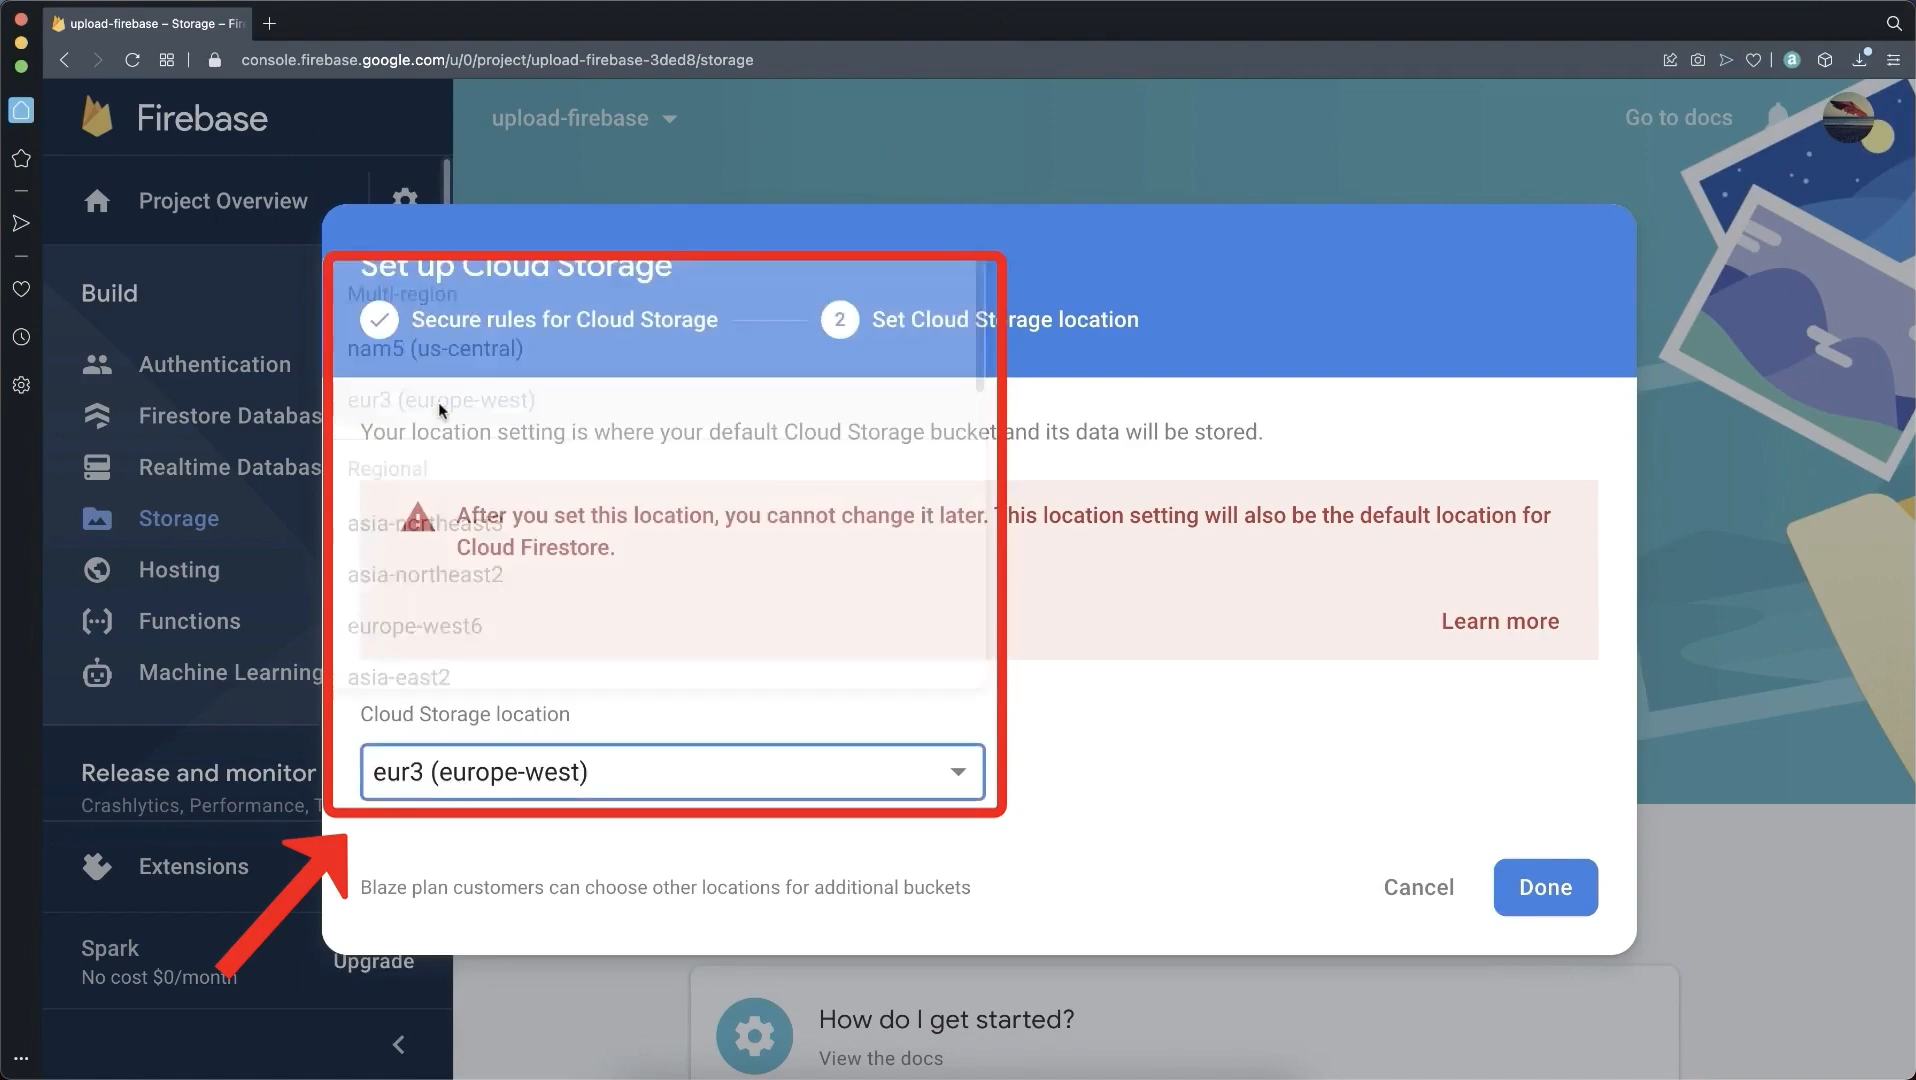 upload-firebase – Storage – Fir
console.firebase.google.com/u/0/project/upload-firebase-3ded8/storage
Firebase
upload-firebase
Go to docs
Project Overview
Build
Authentication
Firestore Databas
Realtime Databas
Storage
Hosting
Functions
Machine Learning
Release and monitor
Crashlytics, Performance, T
Extensions
Spark
No cost $0/month
Upgrade
Set up Cloud Storage
Multi-region
Secure rules for Cloud Storage
2 Set Cloud Storage location
nam5 (us-central)
eur3 (europe-west)
Your location setting is where your default Cloud Storage bucket and its data will be stored.
Regional
asia-northeast3
After you set this location, you cannot change it later. This location setting will also be the default location for
Cloud Firestore.
asia-northeast2
europe-west6
Learn more
asia-east2
Cloud Storage location
eur3 (europe-west)
Blaze plan customers can choose other locations for additional buckets
Cancel
Done
How do I get started?
View the docs